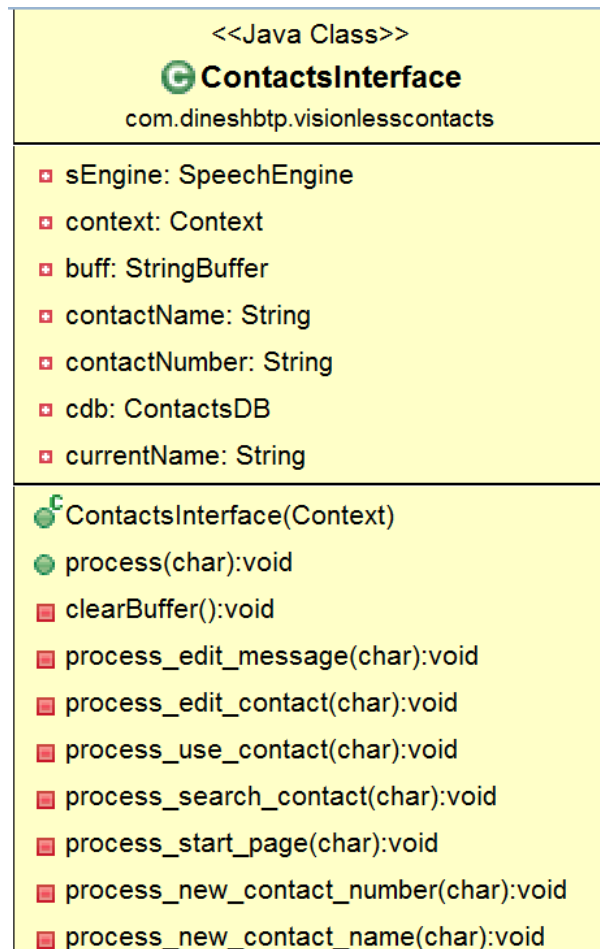 <<Java Class>>
C ContactsInterface
com.dineshbtp.visionlesscontacts
sEngine: SpeechEngine
context: Context
buff: StringBuffer
contactName: String
contactNumber: String
cdb: ContactsDB
currentName: String
C ContactsInterface(Context)
process(char):void
clearBuffer():void
process_edit_message(char):void
process_edit_contact(char):void
process_use_contact(char):void
process_search_contact(char):void
process_start_page(char):void
process_new_contact_number(char):void
process_new_contact_name(char):void